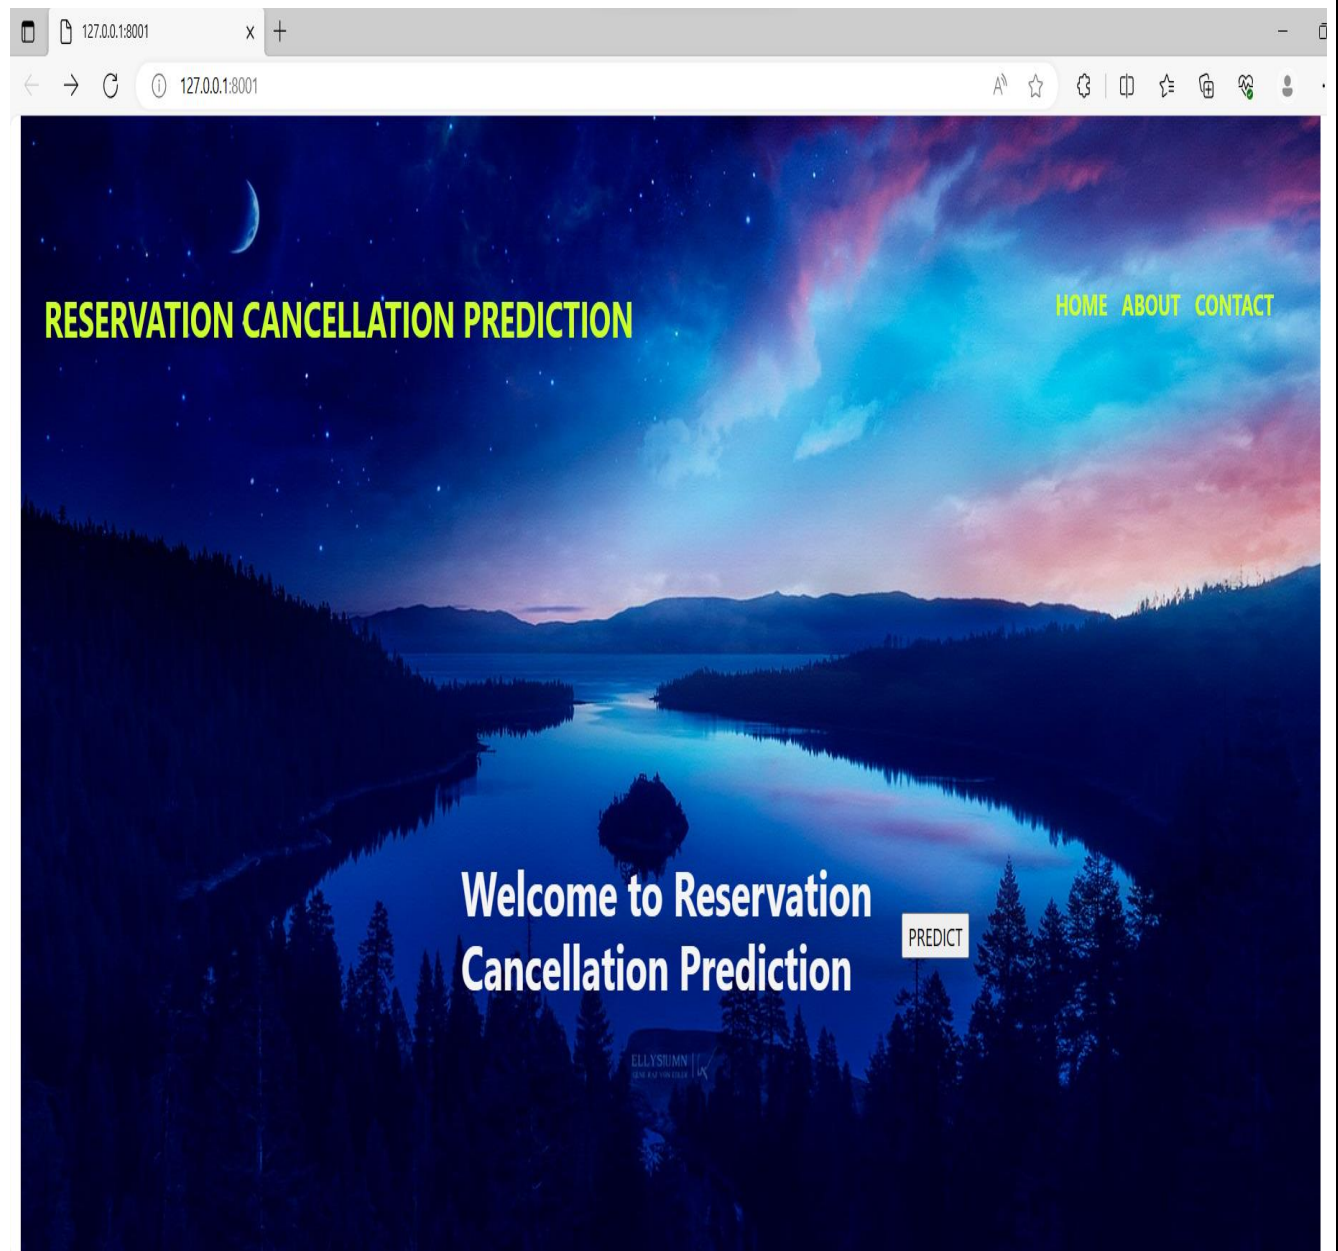 127.0.0.1:8001
127.0.0.1:8001
RESERVATION CANCELLATION PREDICTION
HOME ABOUT CONTACT
Welcome to Reservation
Cancellation Prediction
PREDICT
ELLYSIUMN